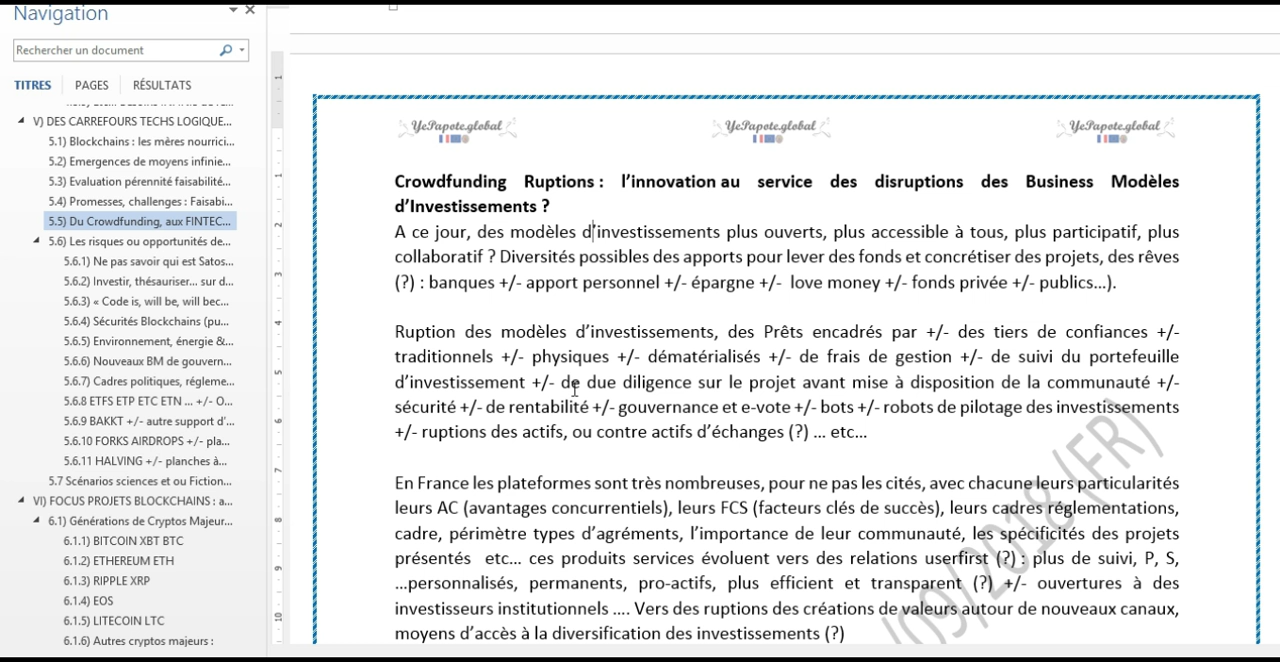 Navigation
Rechercher un document
TITRES PAGES RÉSULTATS
V) DES CARREFOURS TECHS LOGIQUE...
5.1) Blockchains : les mères nourrici...
5.2) Emergences de moyens infinie...
5.3) Evaluation pérennité faisabilité...
5.4) Promesses, challenges : Faisabi...
5.5) Du Crowdfunding, aux FINTEC...
5.6) Les risques ou opportunités de...
5.6.1) Ne pas savoir qui est Satos...
5.6.2) Investir, thésauriser... sur d...
5.6.3) « Code is, will be, will bec...
5.6.4) Sécurités Blockchains (pu...
5.6.5) Environnement, énergie &...
5.6.6) Nouveaux BM de gouvern...
5.6.7) Cadres politiques, régleme...
5.6.8 ETFS ETP ETC ETN ... +/- O...
5.6.9 BAKKT +/- autre support d'...
5.6.10 FORKS AIRDROPS +/- pla...
5.6.11 HALVING +/- planches à...
5.7 Scénarios sciences et ou Fiction...
VI) FOCUS PROJETS BLOCKCHAINS : a...
6.1) Générations de Cryptos Majeur...
6.1.1) BITCOIN XBT BTC
6.1.2) ETHEREUM ETH
6.1.3) RIPPLE XRP
6.1.4) EOS
6.1.5) LITECOIN LTC
6.1.6) Autres cryptos majeurs :
YePapote.global YePapote.global YePapote.global
Crowdfunding Ruptions : l’innovation au service des disruptions des Business Modèles
d’Investissements ?
A ce jour, des modèles d’investissements plus ouverts, plus accessible à tous, plus participatif, plus
collaboratif ? Diversités possibles des apports pour lever des fonds et concrétiser des projets, des rêves
(?) : banques +/- apport personnel +/- épargne +/- love money +/- fonds privée +/- publics...).
Ruption des modèles d’investissements, des Prêts encadrés par +/- des tiers de confiances +/-
traditionnels +/- physiques +/- dématérialisés +/- de frais de gestion +/- de suivi du portefeuille
d’investissement +/- de due diligence sur le projet avant mise à disposition de la communauté +/-
sécurité +/- de rentabilité +/- gouvernance et e-vote +/- bots +/- robots de pilotage des investissements
+/- ruptions des actifs, ou contre actifs d’échanges (?) ... etc...
En France les plateformes sont très nombreuses, pour ne pas les cités, avec chacune leurs particularités
leurs AC (avantages concurrentiels), leurs FCS (facteurs clés de succès), leurs cadres réglementations,
cadre, périmètre types d’agréments, l’importance de leur communauté, les spécificités des projets
présentés etc... ces produits services évoluent vers des relations userfirst (?) : plus de suivi, P, S,
...personnalisés, permanents, pro-actifs, plus efficient et transparent (?) +/- ouvertures à des
investisseurs institutionnels .... Vers des ruptions des créations de valeurs autour de nouveaux canaux,
moyens d’accès à la diversification des investissements (?)
/09/2018 (FR)